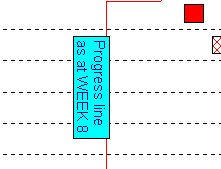 Progress line
as at WEEK 8